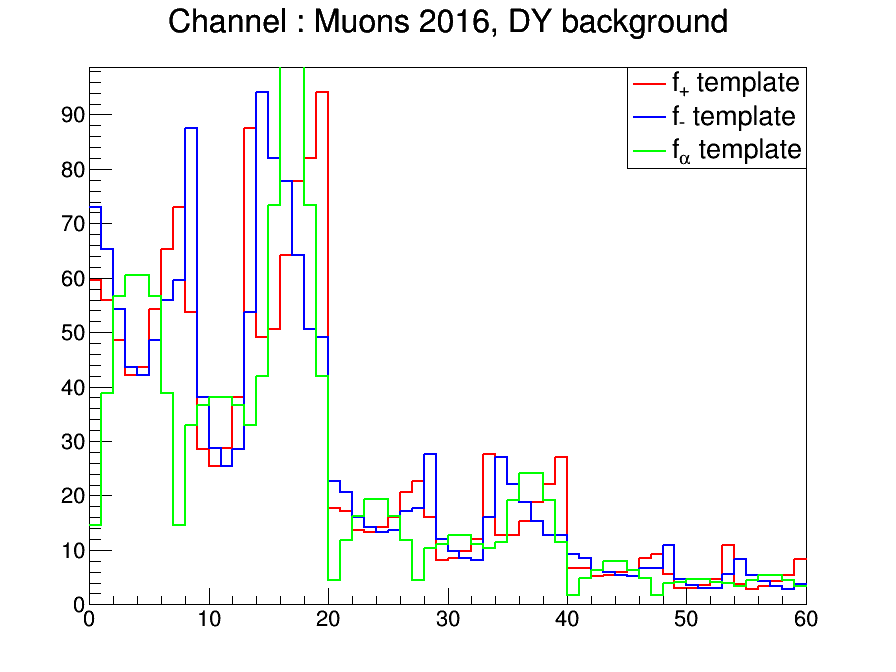 Channel : Muons 2016, DY background
f+ template
f- template
fα template
90
80
70
60
50
40
30
20
10
0
0 10 20 30 40 50 60